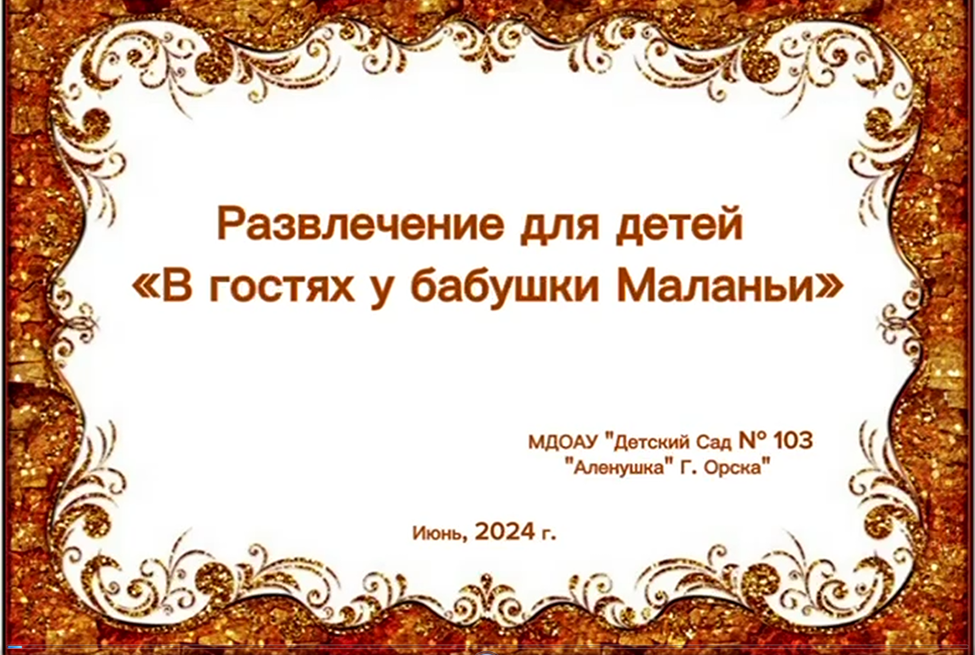 Развлечение для детей
«В гостях у бабушки Маланьи»
МДОАУ "Детский Сад № 103
"Аленушка" Г. Орска"
Июнь, 2024 г.